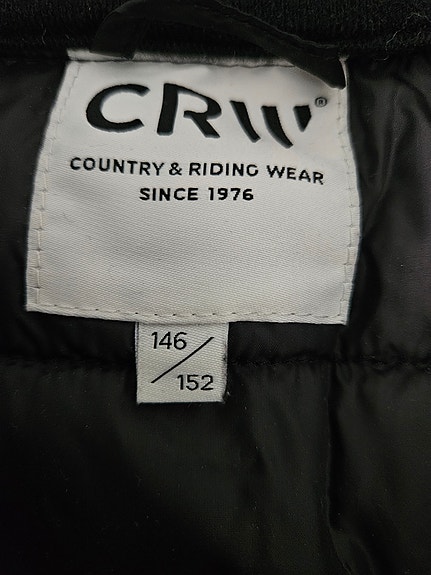 CRW®
COUNTRY & RIDING WEAR
SINCE 1976
146
/
152